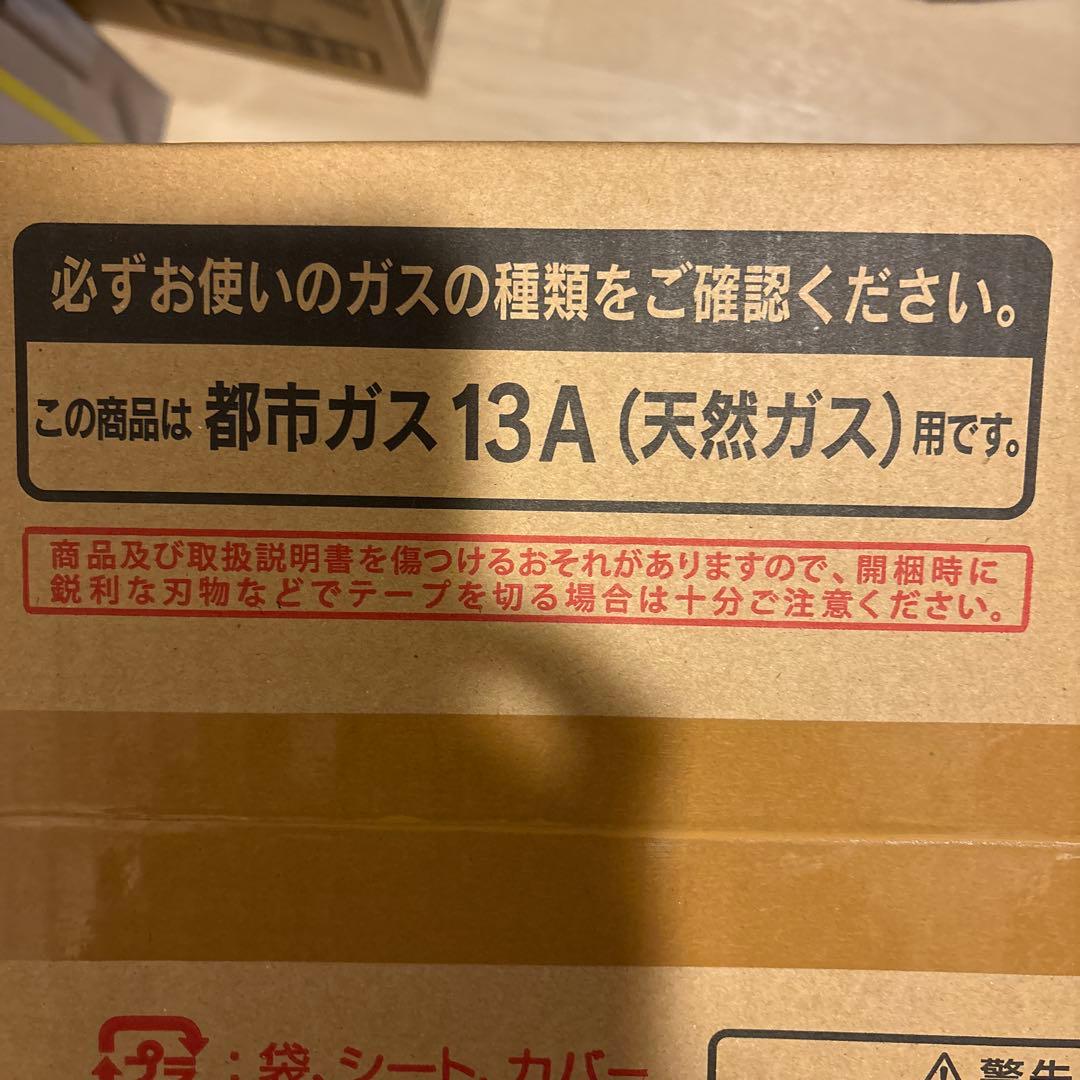 必ずお使いのガスの種類をご確認ください。
この商品は 都市ガス 13A (天然ガス) 用です。
商品及び取扱説明書を傷つけるおそれがありますので、開梱時に
鋭利な刃物などでテープを切る場合は十分ご注意ください。
プラ : 袋、シート、カバー
警告